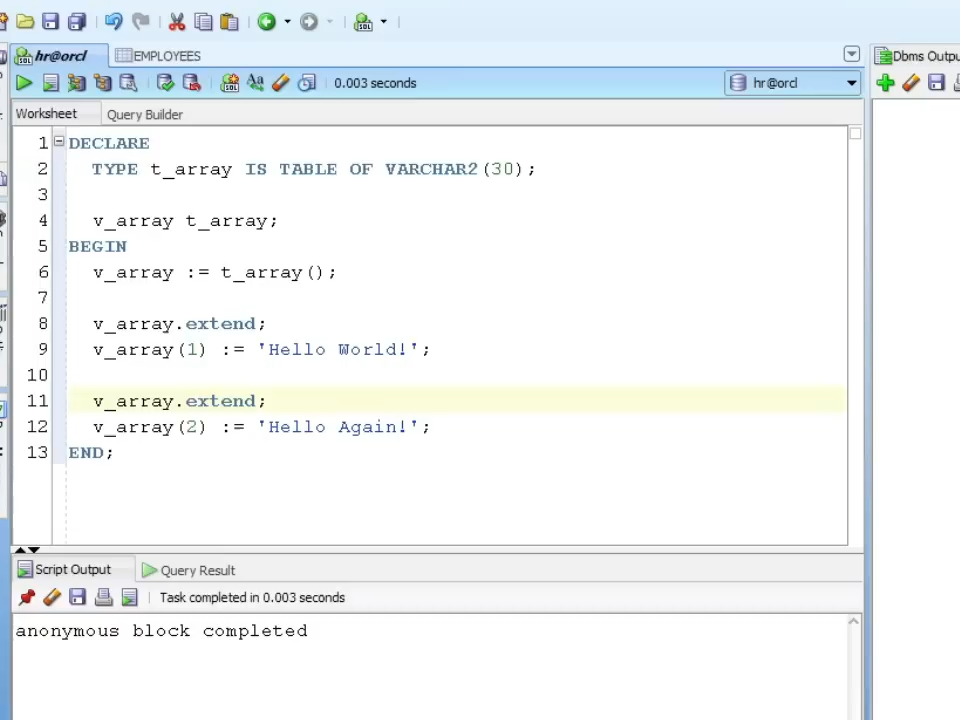 hr@orcl
EMPLOYEES
Dbms Outpu
0.003 seconds
hr@orcl
Worksheet
Query Builder
1 DECLARE
2 TYPE t_array IS TABLE OF VARCHAR2(30);
3
4 v_array t_array;
5 BEGIN
6 v_array := t_array();
7
8 v_array.extend;
9 v_array(1) := 'Hello World!';
10
11 v_array.extend;
12 v_array(2) := 'Hello Again!';
13 END;
Script Output
Query Result
Task completed in 0.003 seconds
anonymous block completed